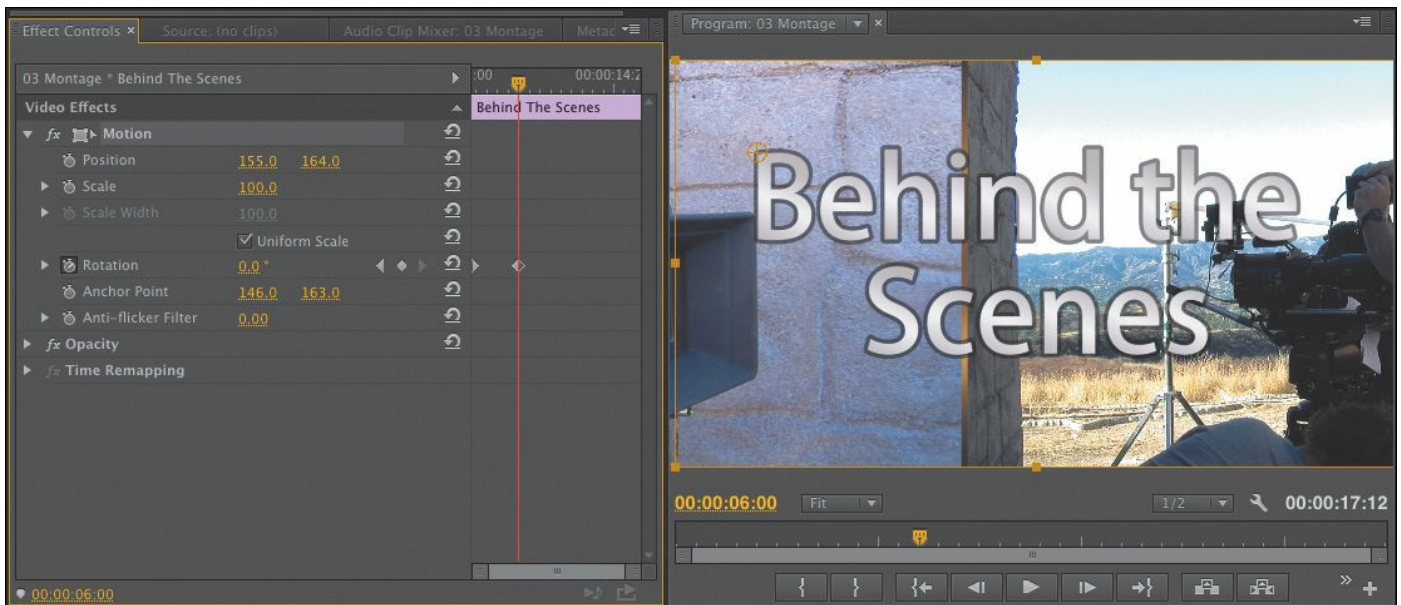 Effect Controls × Source: (no clips) Audio Clip Mixer: 03 Montage Metac
Program: 03 Montage ×
03 Montage * Behind The Scenes
:00 00:00:14:2
Video Effects
Behind The Scenes
fx Motion
Position 155.0 164.0
Scale 100.0
Scale Width 100.0
Uniform Scale
Rotation 0.0 °
Anchor Point 146.0 163.0
Anti-flicker Filter 0.00
fx Opacity
fx Time Remapping
00:00:06:00
Behind the
Scenes
00:00:06:00 Fit 1/2 00:00:17:12